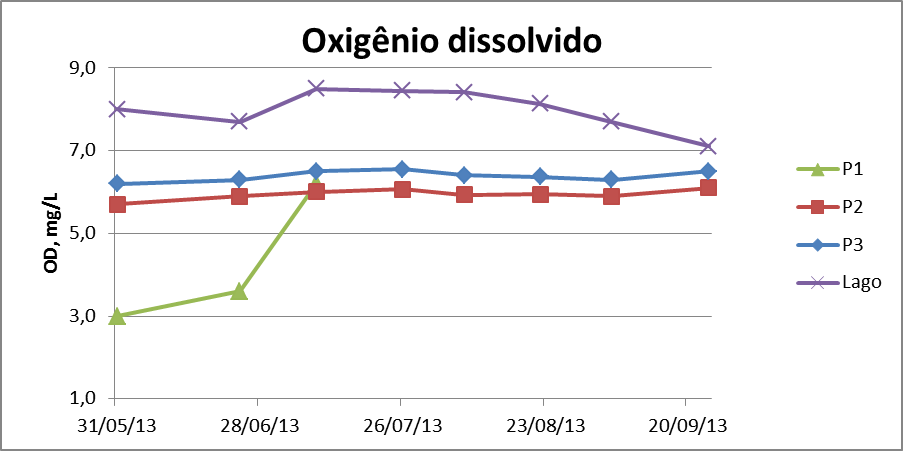 Oxigênio dissolvido
9,0
7,0
5,0
3,0
1,0
OD, mg/L
31/05/13 28/06/13 26/07/13 23/08/13 20/09/13
P1
P2
P3
Lago